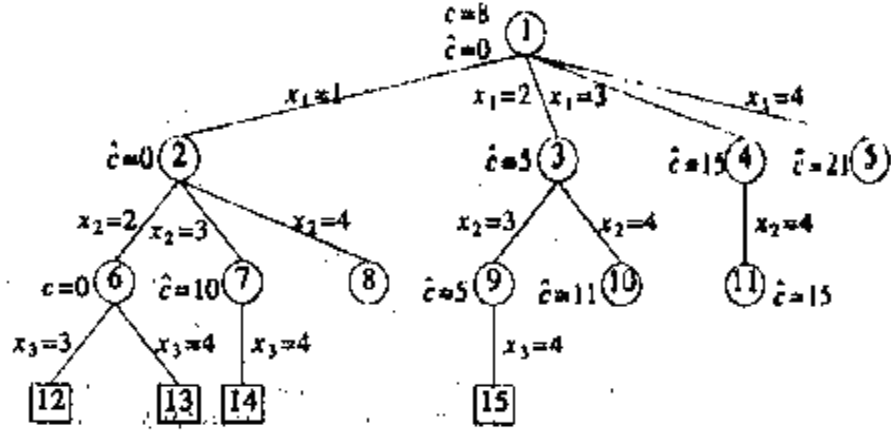 c=8
1
ĉ=0
x₁=1
x₁=2
x₁=3
x₁=4
ĉ=0 2
ĉ=5 3
ĉ=15 4
ĉ=21 5
x₂=2
x₂=3
x₂=4
x₂=3
x₂=4
x₂=4
c=0 6
ĉ=10 7
8
ĉ=5 9
ĉ=11 10
11 ĉ=15
x₃=3
x₃=4
x₃=4
x₃=4
12
13
14
15